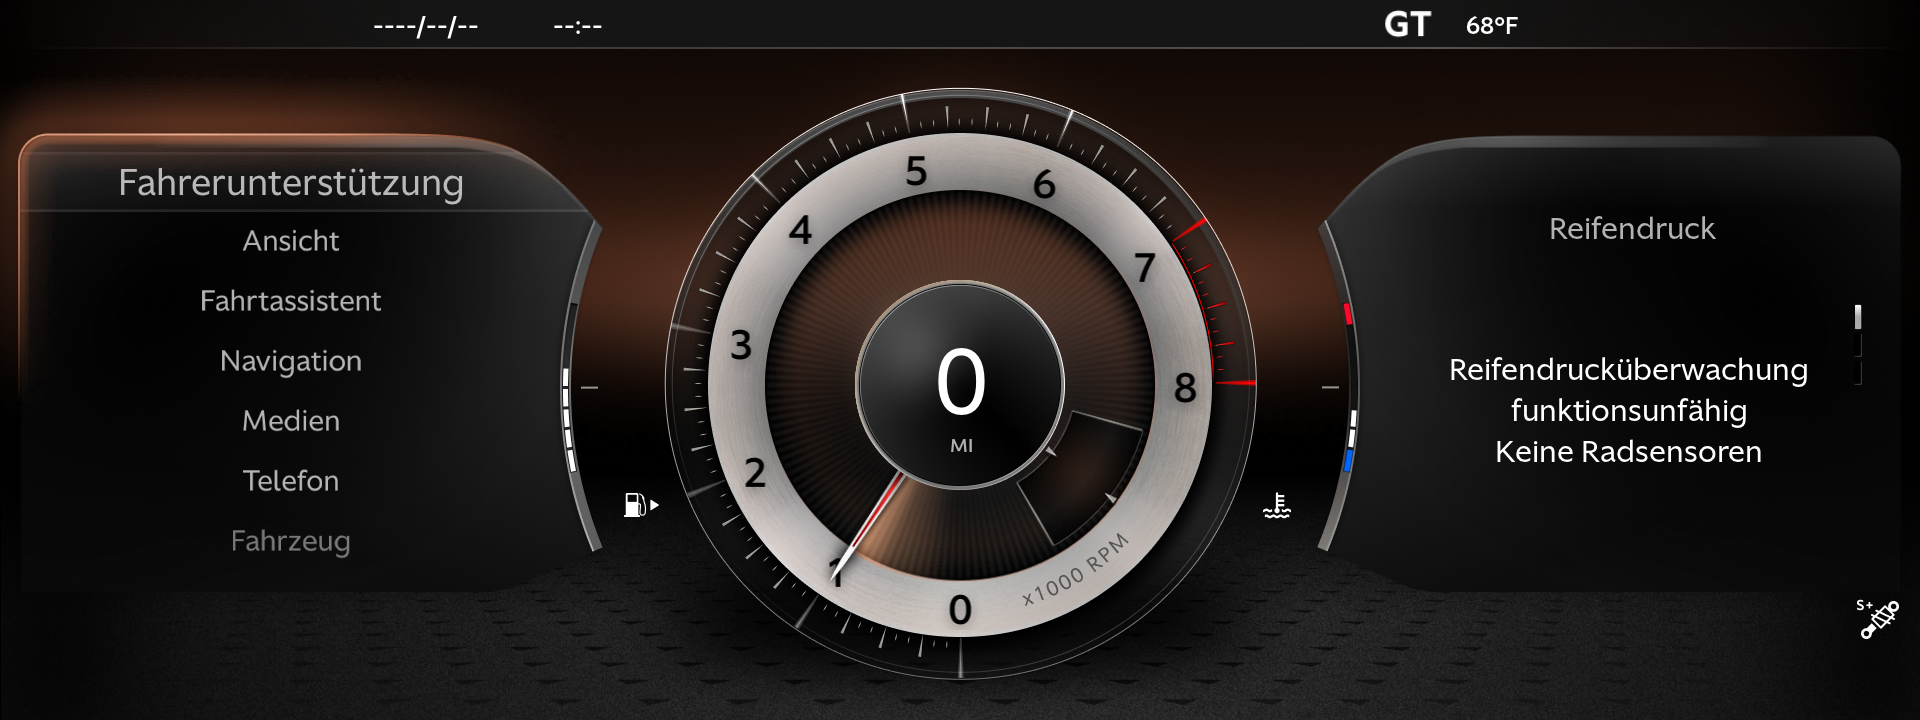 ----/--/-- --:-- GT 68°F
Fahrerunterstützung
Ansicht
Fahrtassistent
Navigation
Medien
Telefon
Fahrzeug
0
1
2
3
4
5
6
7
8
x1000 RPM
0
MI
Reifendruck
Reifendrucküberwachung
funktionsunfähig
Keine Radsensoren
S+